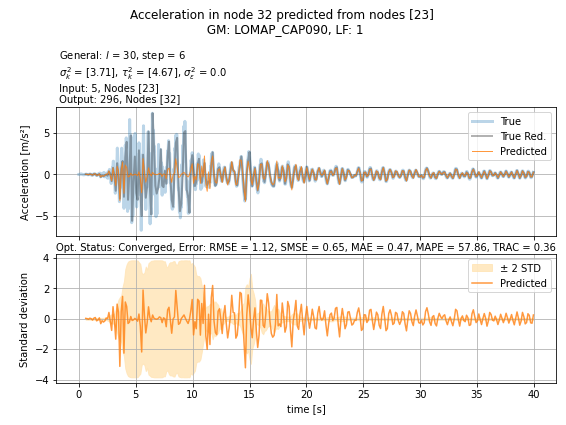 Acceleration in node 32 predicted from nodes [23]
GM: LOMAP_CAP090, LF: 1
General: l = 30, step = 6
σ²ₖ = [3.71], τ²ₖ = [4.67], σ²ε = 0.0
Input: 5, Nodes [23]
Output: 296, Nodes [32]
Acceleration [m/s²]
5
0
−5
True
True Red.
Predicted
Opt. Status: Converged, Error: RMSE = 1.12, SMSE = 0.65, MAE = 0.47, MAPE = 57.86, TRAC = 0.36
Standard deviation
4
2
0
−2
−4
± 2 STD
Predicted
0 5 10 15 20 25 30 35 40
time [s]